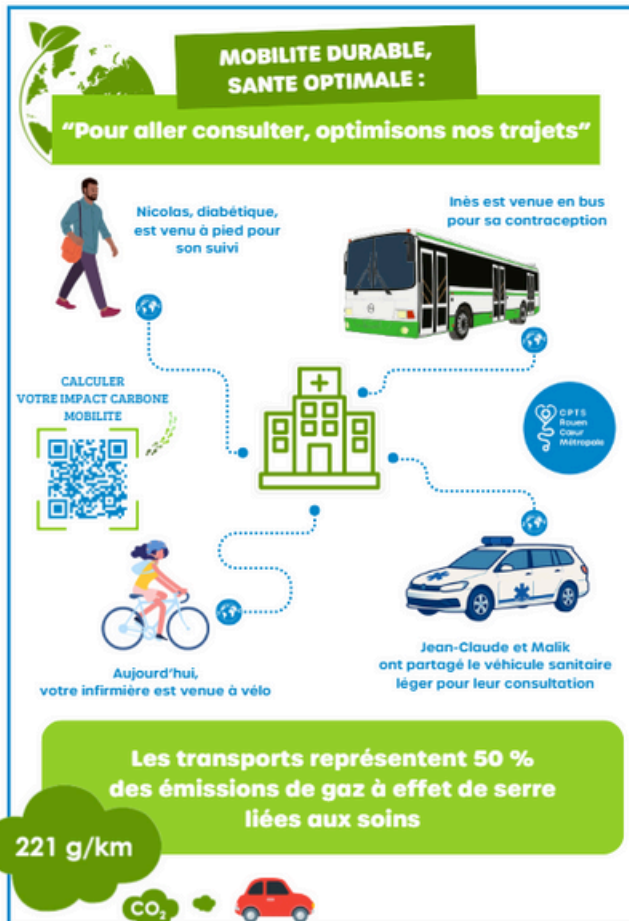 MOBILITE DURABLE,
SANTE OPTIMALE :
“Pour aller consulter, optimisons nos trajets”
Nicolas, diabétique,
est venu à pied pour
son suivi
Inès est venue en bus
pour sa contraception
CALCULER
VOTRE IMPACT CARBONE
MOBILITE
CPTS
Rouen
Cœur
Métropole
Aujourd'hui,
votre infirmière est venue à vélo
Jean-Claude et Malik
ont partagé le véhicule sanitaire
léger pour leur consultation
Les transports représentent 50 %
des émissions de gaz à effet de serre
liées aux soins
221 g/km
CO₂